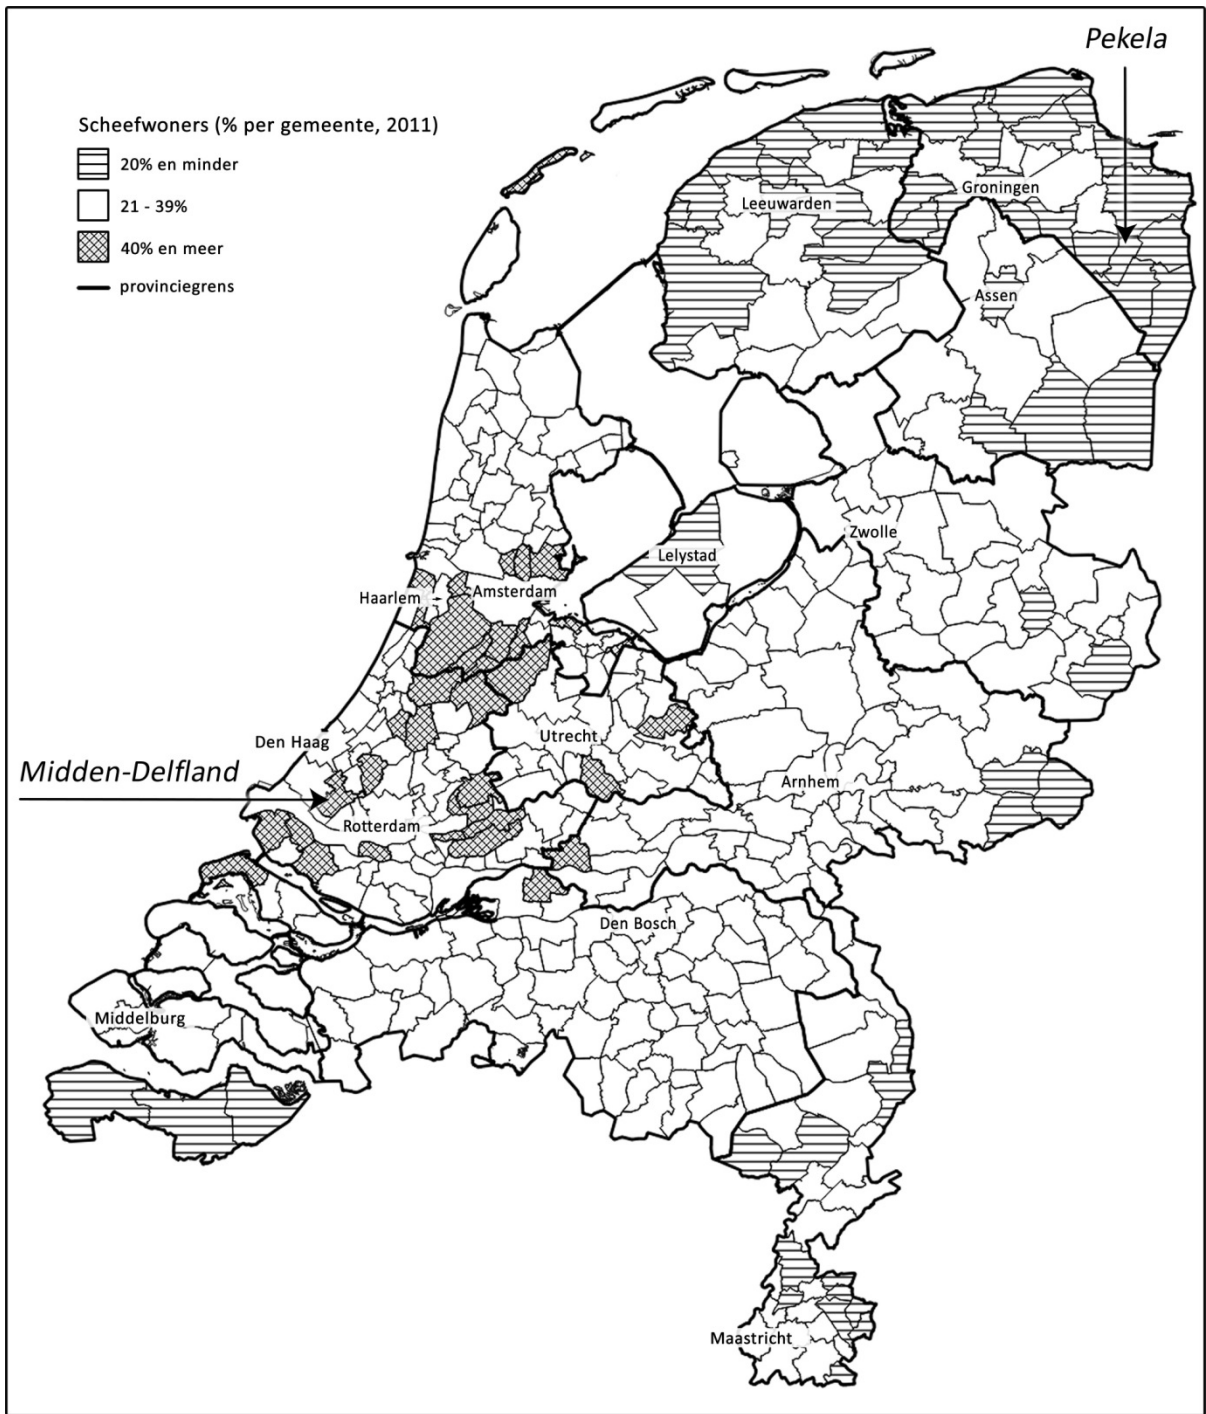 Pekela
Scheefwoners (% per gemeente, 2011)
20% en minder
21 - 39%
40% en meer
provinciegrens
Groningen
Leeuwarden
Assen
Zwolle
Lelystad
Haarlem
Amsterdam
Den Haag
Utrecht
Midden-Delfland
Arnhem
Rotterdam
Den Bosch
Middelburg
Maastricht